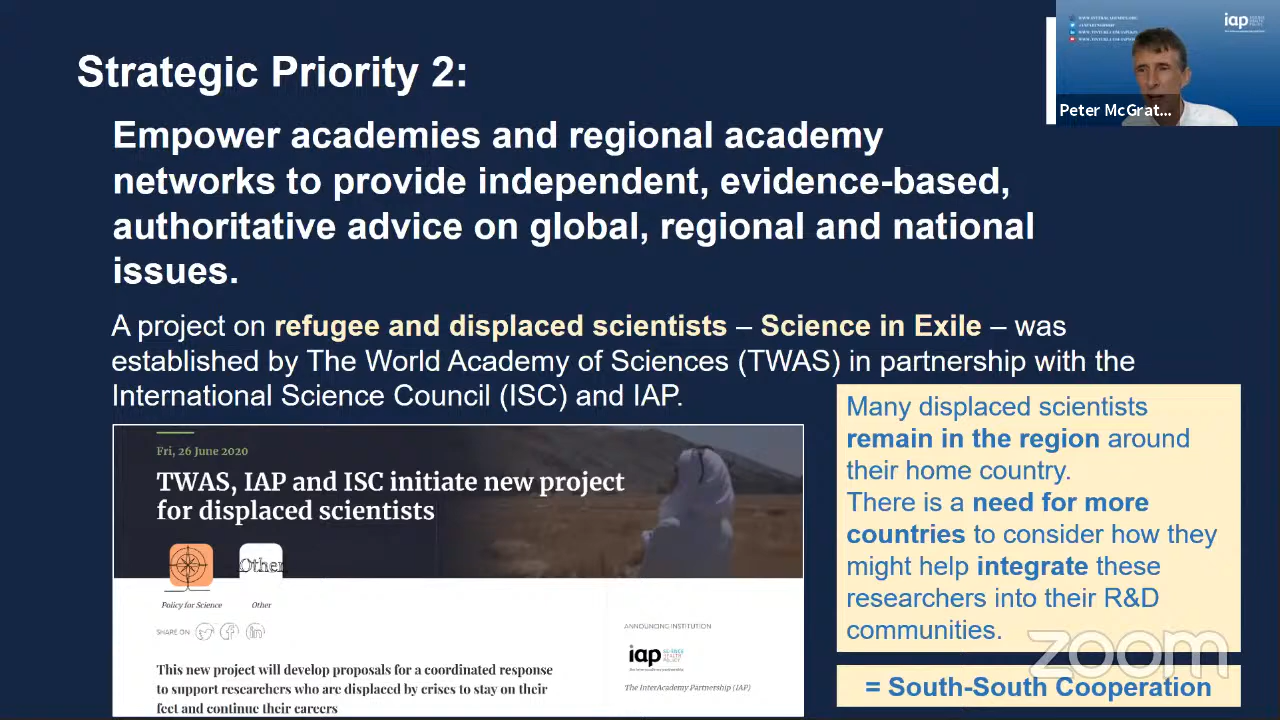 Strategic Priority 2:
Empower academies and regional academy
networks to provide independent, evidence-based,
authoritative advice on global, regional and national
issues.
A project on refugee and displaced scientists – Science in Exile – was
established by The World Academy of Sciences (TWAS) in partnership with the
International Science Council (ISC) and IAP.
Fri, 26 June 2020
TWAS, IAP and ISC initiate new project
for displaced scientists
Other
Policy for Science
Other
SHARE ON
This new project will develop proposals for a coordinated response
to support researchers who are displaced by crises to stay on their
feet and continue their careers
ANNOUNCING INSTITUTION
iap SCIENCE
HEALTH
POLICY
The InterAcademy Partnership (IAP)
Many displaced scientists
remain in the region around
their home country.
There is a need for more
countries to consider how they
might help integrate these
researchers into their R&D
communities.
= South-South Cooperation
iap
Peter McGrat...
zoom